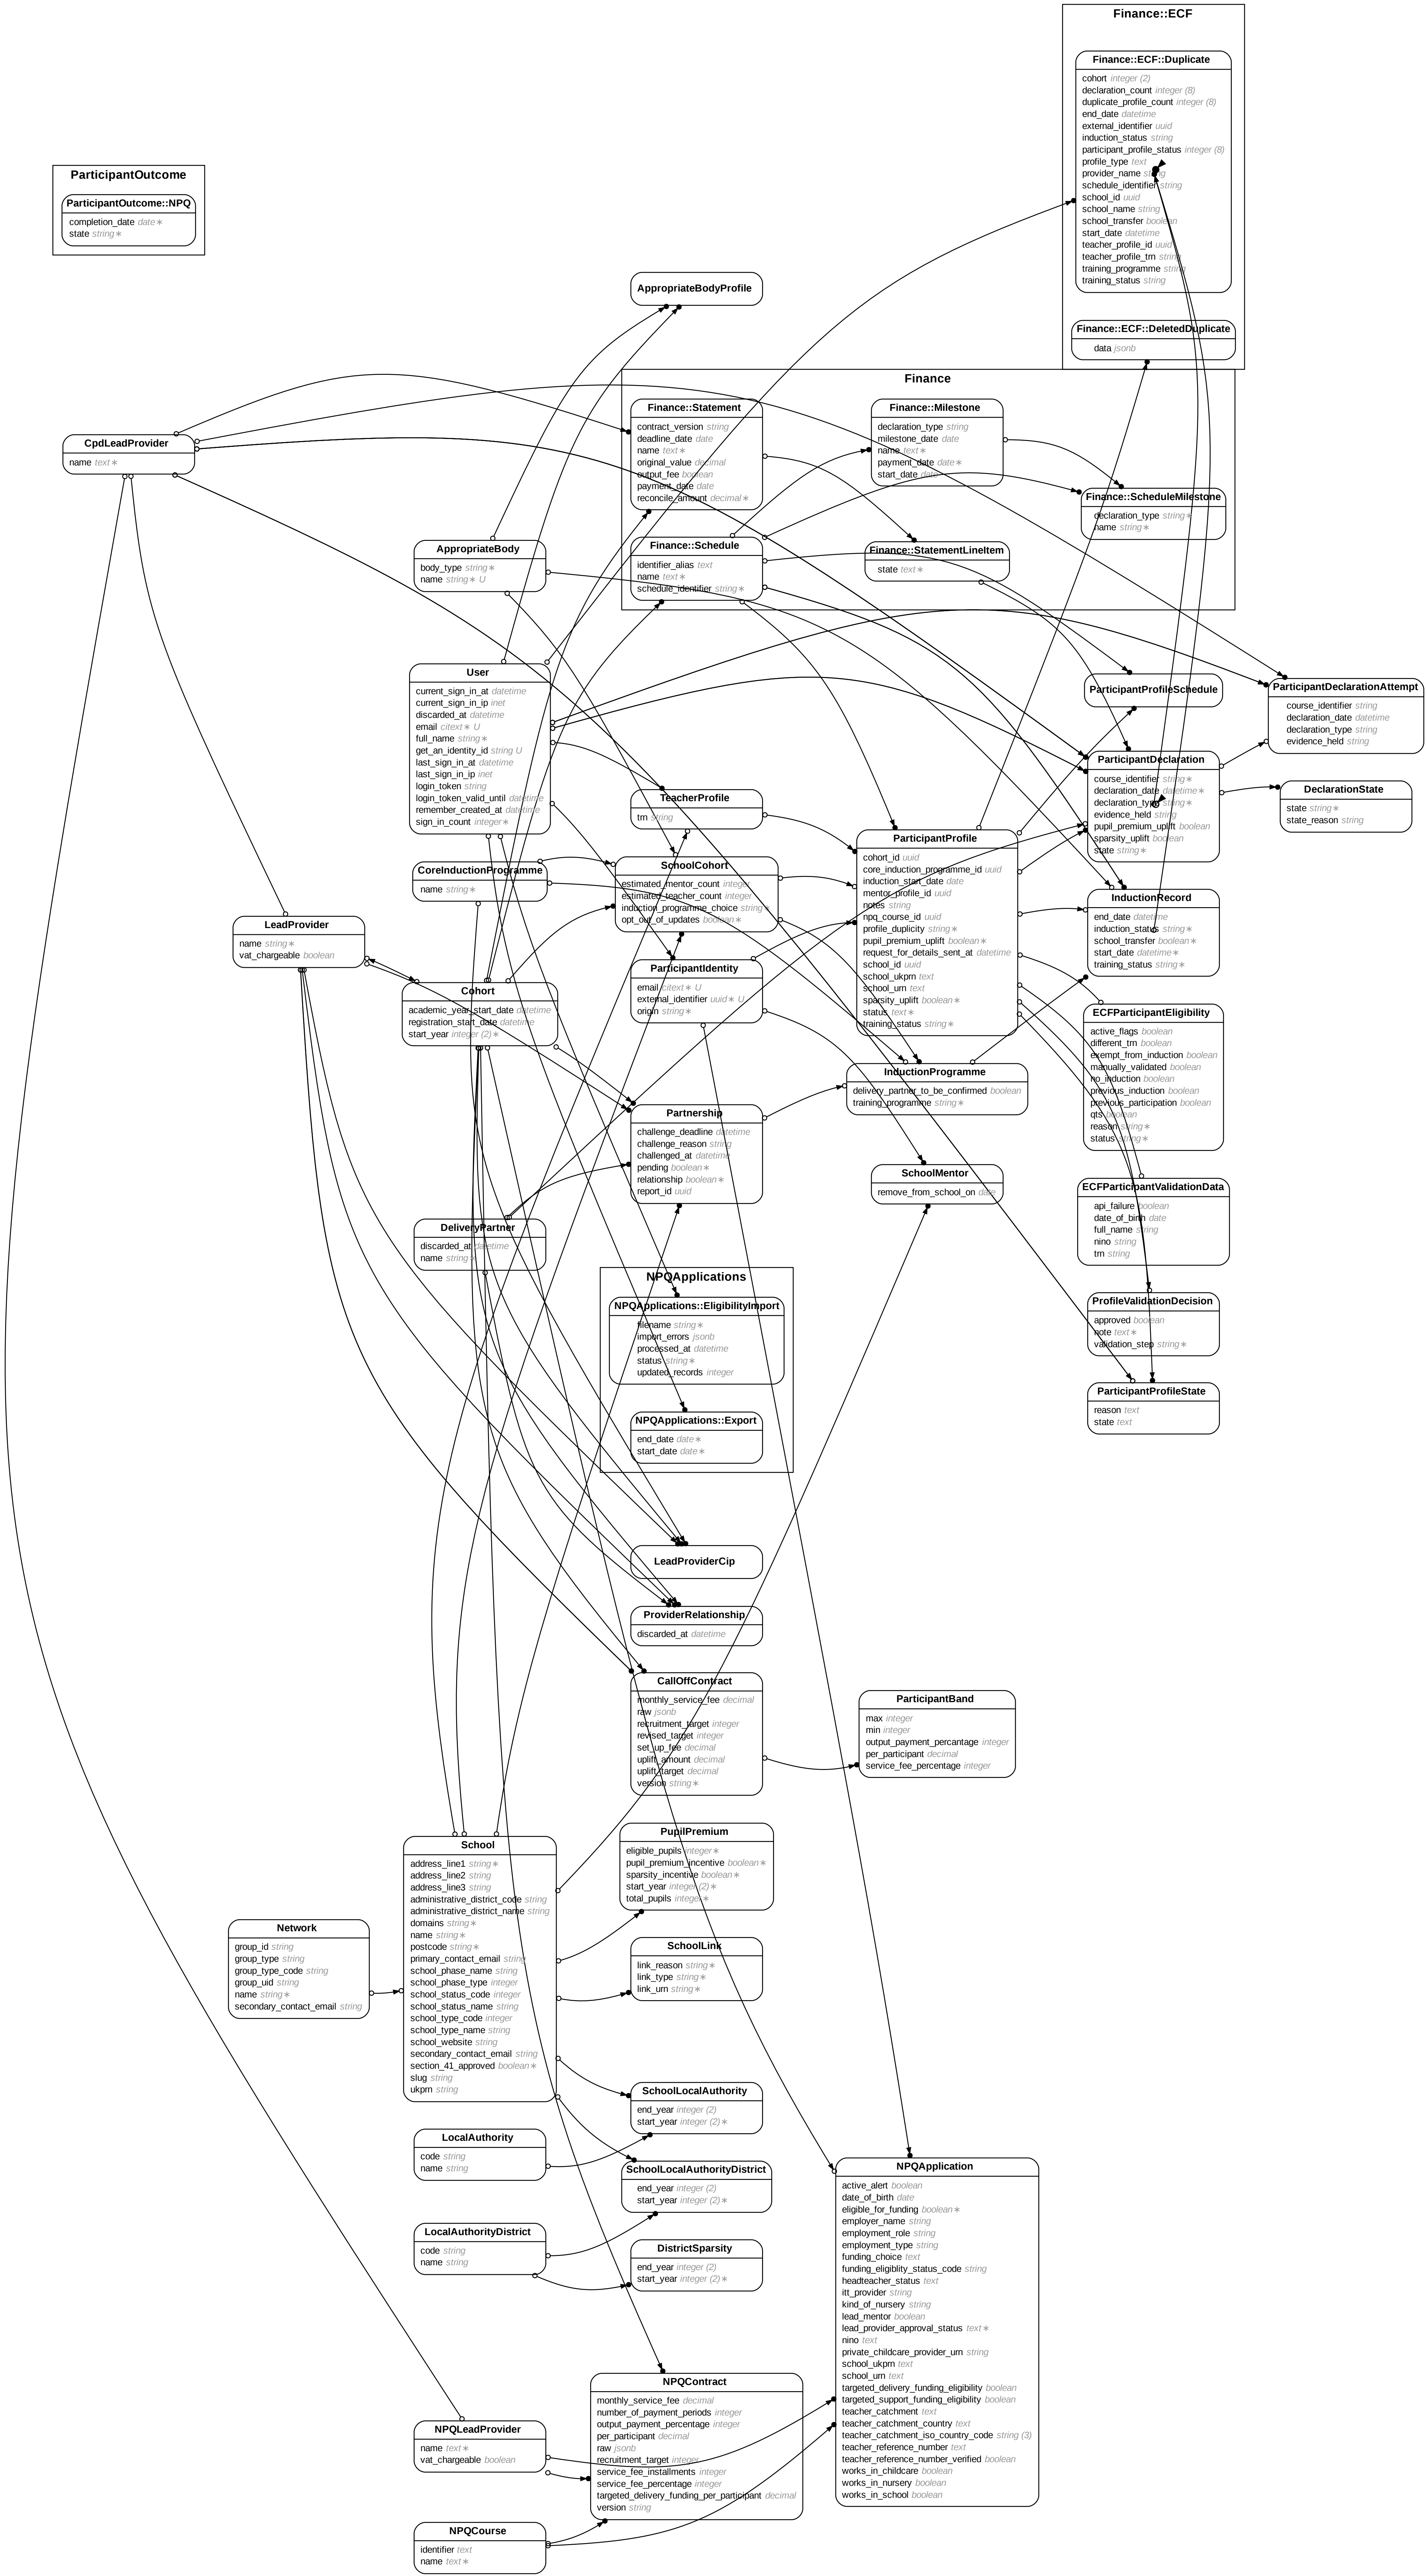 Finance::ECF
Finance::ECF::Duplicate
cohort integer (2)
declaration_count integer (8)
duplicate_profile_count integer (8)
end_date datetime
external_identifier uuid
induction_status string
participant_profile_status integer (8)
profile_type text
provider_name string
schedule_identifier string
school_id uuid
school_name string
school_transfer boolean
start_date datetime
teacher_profile_id uuid
teacher_profile_trn string
training_programme string
training_status string
Finance::ECF::DeletedDuplicate
data jsonb
ParticipantOutcome
ParticipantOutcome::NPQ
completion_date date∗
state string∗
AppropriateBodyProfile
Finance
Finance::Statement
contract_version string
deadline_date date
name text∗
original_value decimal
output_fee boolean
payment_date date
reconcile_amount decimal∗
Finance::Milestone
declaration_type string
milestone_date date
name text∗
payment_date date∗
start_date date
Finance::ScheduleMilestone
declaration_type string∗
name string∗
Finance::Schedule
identifier_alias text
name text∗
schedule_identifier string∗
Finance::StatementLineItem
state text∗
CpdLeadProvider
name text∗
AppropriateBody
body_type string∗
name string∗ U
User
current_sign_in_at datetime
current_sign_in_ip inet
discarded_at datetime
email citext∗ U
full_name string∗
get_an_identity_id string U
last_sign_in_at datetime
last_sign_in_ip inet
login_token string
login_token_valid_until datetime
remember_created_at datetime
sign_in_count integer∗
ParticipantProfileSchedule
ParticipantDeclarationAttempt
course_identifier string
declaration_date datetime
declaration_type string
evidence_held string
ParticipantDeclaration
course_identifier string∗
declaration_date datetime∗
declaration_type string∗
evidence_held string
pupil_premium_uplift boolean
sparsity_uplift boolean
state string∗
DeclarationState
state string∗
state_reason string
TeacherProfile
trn string
ParticipantProfile
cohort_id uuid
core_induction_programme_id uuid
induction_start_date date
mentor_profile_id uuid
notes string
npq_course_id uuid
profile_duplicity string∗
pupil_premium_uplift boolean∗
request_for_details_sent_at datetime
school_id uuid
school_ukprn text
school_urn text
sparsity_uplift boolean∗
status text∗
training_status string∗
CoreInductionProgramme
name string∗
SchoolCohort
estimated_mentor_count integer
estimated_teacher_count integer
induction_programme_choice string∗
opt_out_of_updates boolean∗
InductionRecord
end_date datetime
induction_status string∗
school_transfer boolean∗
start_date datetime∗
training_status string∗
LeadProvider
name string∗
vat_chargeable boolean
ParticipantIdentity
email citext∗ U
external_identifier uuid∗ U
origin string∗
Cohort
academic_year_start_date datetime
registration_start_date datetime
start_year integer (2)∗
ECFParticipantEligibility
active_flags boolean
different_trn boolean
exempt_from_induction boolean
manually_validated boolean
no_induction boolean
previous_induction boolean
previous_participation boolean
qts boolean
reason string∗
status string∗
InductionProgramme
delivery_partner_to_be_confirmed boolean
training_programme string∗
Partnership
challenge_deadline datetime
challenge_reason string
challenged_at datetime
pending boolean∗
relationship boolean∗
report_id uuid
SchoolMentor
remove_from_school_on date
ECFParticipantValidationData
api_failure boolean
date_of_birth date
full_name string
nino string
trn string
DeliveryPartner
discarded_at datetime
name string∗
NPQApplications
NPQApplications::EligibilityImport
filename string∗
import_errors jsonb
processed_at datetime
status string∗
updated_records integer
NPQApplications::Export
end_date date∗
start_date date∗
ProfileValidationDecision
approved boolean
note text∗
validation_step string∗
ParticipantProfileState
reason text
state text
LeadProviderCip
ProviderRelationship
discarded_at datetime
CallOffContract
monthly_service_fee decimal
raw jsonb
recruitment_target integer
revised_target integer
set_up_fee decimal
uplift_amount decimal
uplift_target decimal
version string∗
ParticipantBand
max integer
min integer
output_payment_percantage integer
per_participant decimal
service_fee_percentage integer
PupilPremium
eligible_pupils integer∗
pupil_premium_incentive boolean∗
sparsity_incentive boolean∗
start_year integer (2)∗
total_pupils integer∗
School
address_line1 string∗
address_line2 string
address_line3 string
administrative_district_code string
administrative_district_name string
domains string∗
name string∗
postcode string∗
primary_contact_email string
school_phase_name string
school_phase_type integer
school_status_code integer
school_status_name string
school_type_code integer
school_type_name string
school_website string
secondary_contact_email string
section_41_approved boolean∗
slug string
ukprn string
Network
group_id string
group_type string
group_type_code string
group_uid string
name string∗
secondary_contact_email string
SchoolLink
link_reason string∗
link_type string∗
link_urn string∗
SchoolLocalAuthority
end_year integer (2)
start_year integer (2)∗
LocalAuthority
code string
name string
SchoolLocalAuthorityDistrict
end_year integer (2)
start_year integer (2)∗
LocalAuthorityDistrict
code string
name string
DistrictSparsity
end_year integer (2)
start_year integer (2)∗
NPQApplication
active_alert boolean
date_of_birth date
eligible_for_funding boolean∗
employer_name string
employment_role string
employment_type string
funding_choice text
funding_eligiblity_status_code string
headteacher_status text
itt_provider string
kind_of_nursery string
lead_mentor boolean
lead_provider_approval_status text∗
nino text
private_childcare_provider_urn string
school_ukprn text
school_urn text
targeted_delivery_funding_eligibility boolean
targeted_support_funding_eligibility boolean
teacher_catchment text
teacher_catchment_country text
teacher_catchment_iso_country_code string (3)
teacher_reference_number text
teacher_reference_number_verified boolean
works_in_childcare boolean
works_in_nursery boolean
works_in_school boolean
NPQContract
monthly_service_fee decimal
number_of_payment_periods integer
output_payment_percentage integer
per_participant decimal
raw jsonb
recruitment_target integer
service_fee_installments integer
service_fee_percentage integer
targeted_delivery_funding_per_participant decimal
version string
NPQLeadProvider
name text∗
vat_chargeable boolean
NPQCourse
identifier text
name text∗